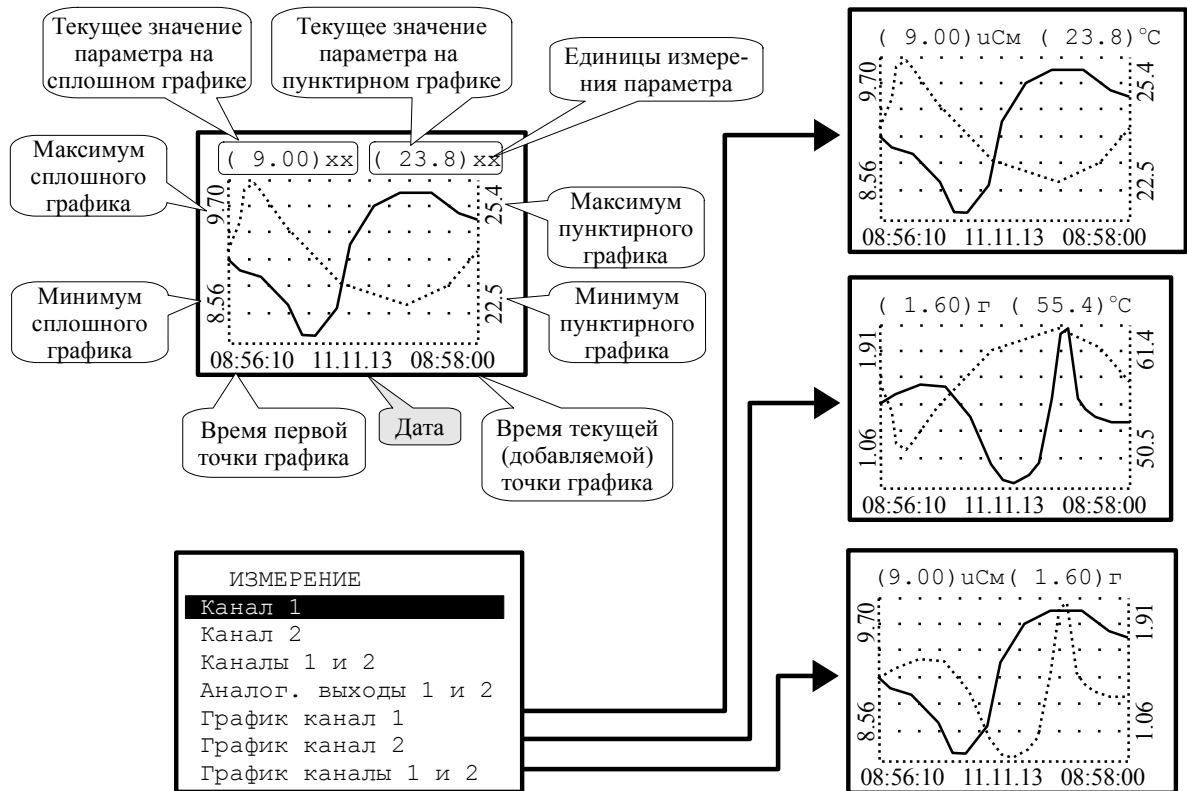 Текущее значение
параметра на
сплошном графике
Текущее значение
параметра на
пунктирном графике
Единицы измере-
ния параметра
Максимум
сплошного
графика
Минимум
сплошного
графика
( 9.00)xx ( 23.8)xx
9.70
8.56
25.4
22.5
08:56:10 11.11.13 08:58:00
Максимум
пунктирного
графика
Минимум
пунктирного
графика
Время первой
точки графика
Дата
Время текущей
(добавляемой)
точки графика
ИЗМЕРЕНИЕ
Канал 1
Канал 2
Каналы 1 и 2
Аналог. выходы 1 и 2
График канал 1
График канал 2
График каналы 1 и 2
( 9.00)uСм ( 23.8)°C
9.70
8.56
25.4
22.5
08:56:10 11.11.13 08:58:00
( 1.60)г ( 55.4)°C
1.91
1.06
61.4
50.5
08:56:10 11.11.13 08:58:00
(9.00)uСм( 1.60)г
9.70
8.56
1.91
1.06
08:56:10 11.11.13 08:58:00